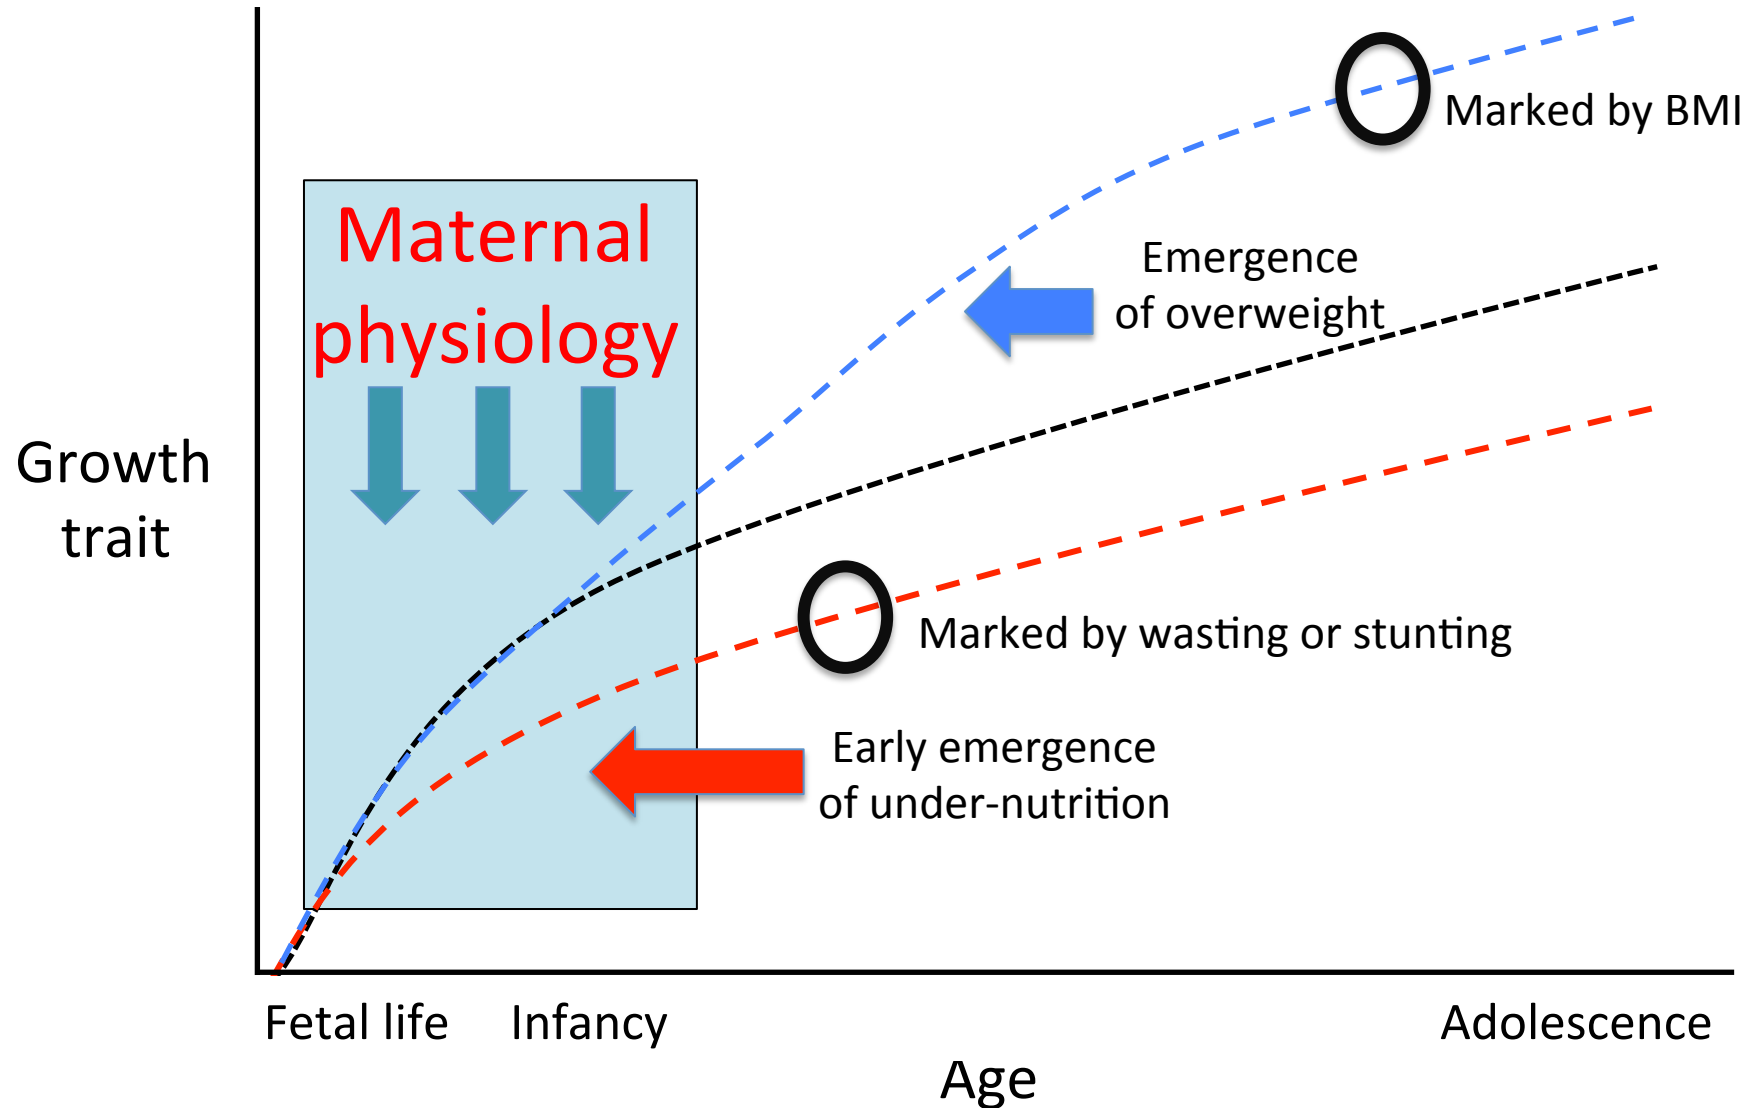 Marked by BMI
Maternal
physiology
Emergence
of overweight
Growth
trait
Marked by wasting or stunting
Early emergence
of under-nutrition
Fetal life
Infancy
Adolescence
Age